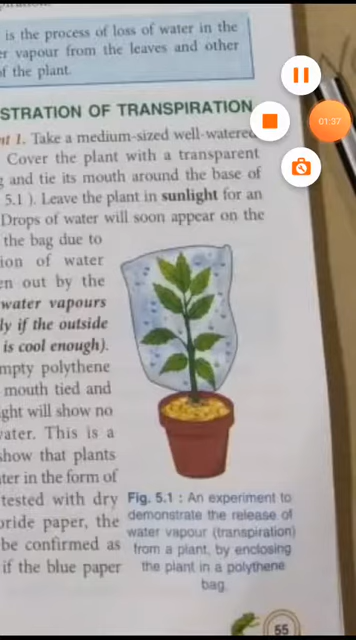 is the process of loss of water in the
vapour from the leaves and other
of the plant.
STRATION OF TRANSPIRATION
1. Take a medium-sized well-watered
Cover the plant with a transparent
and tie its mouth around the base of
5.1 ). Leave the plant in sunlight for an
Drops of water will soon appear on the
the bag due to
ion of water
en out by the
water vapours
ly if the outside
is cool enough).
mpty polythene
mouth tied and
ght will show no
vater. This is a
show that plants
ter in the form of
tested with dry
oride paper, the
be confirmed as
if the blue paper
Fig. 5.1 : An experiment to
demonstrate the release of
water vapour (transpiration)
from a plant, by enclosing
the plant in a polythene
bag.
55
01:37